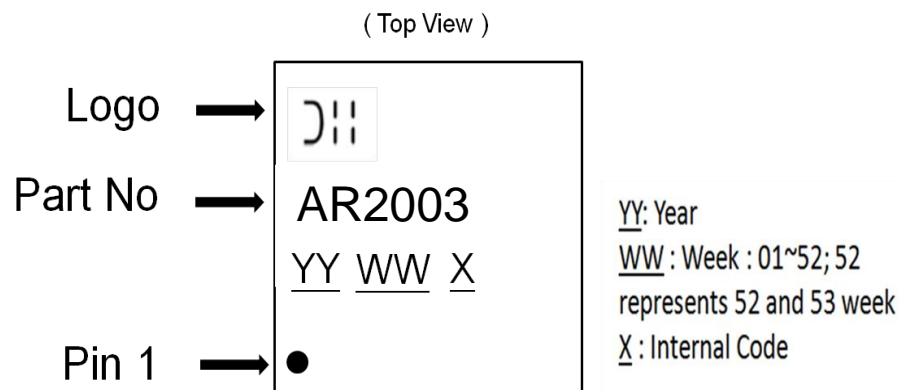 ( Top View )
Logo
Part No
AR2003
YY WW X
Pin 1
YY: Year
WW : Week : 01~52; 52
represents 52 and 53 week
X : Internal Code